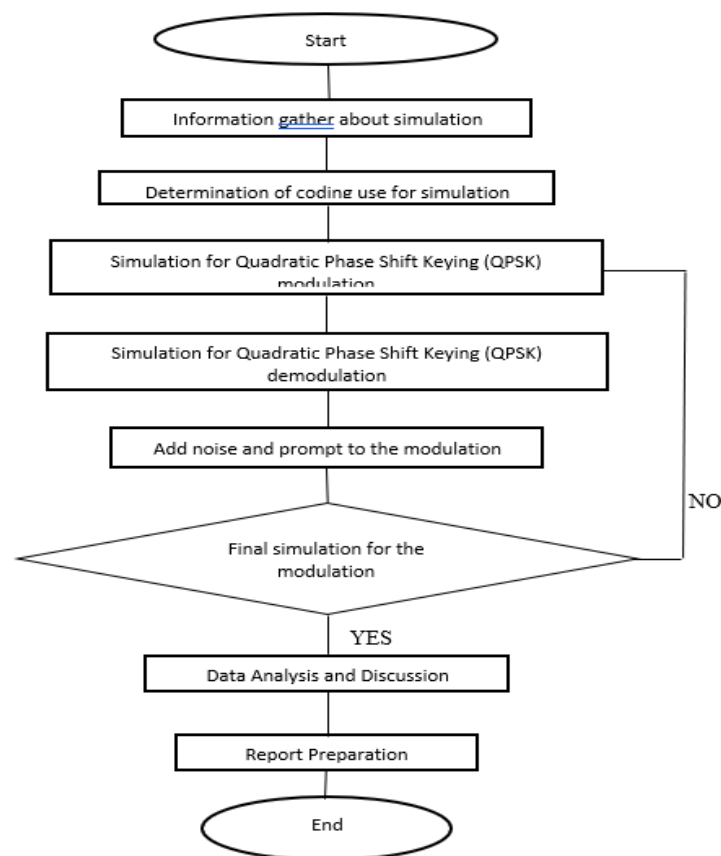 Start
Information gather about simulation
Determination of coding use for simulation
Simulation for Quadratic Phase Shift Keying (QPSK)
modulation
Simulation for Quadratic Phase Shift Keying (QPSK)
demodulation
Add noise and prompt to the modulation
NO
Final simulation for the
modulation
YES
Data Analysis and Discussion
Report Preparation
End